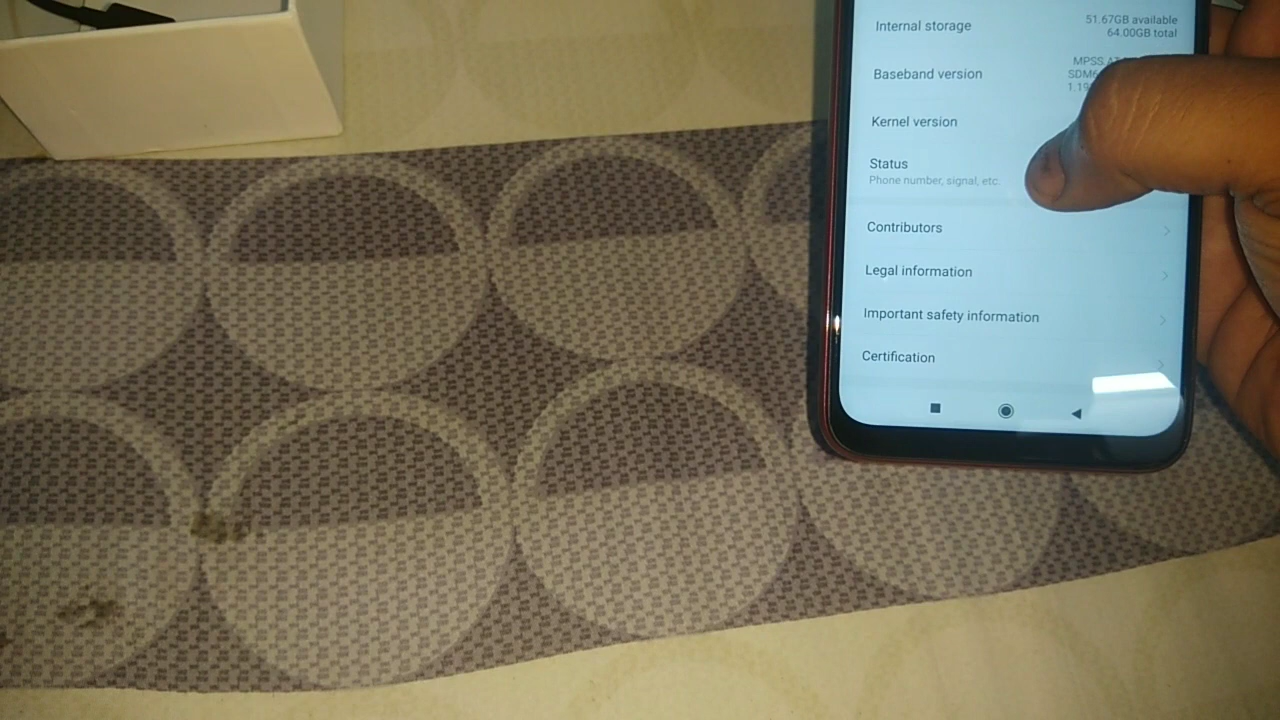 Internal storage
51.67GB available
64.00GB total
Baseband version
Kernel version
Status
Phone number, signal, etc.
Contributors
Legal information
Important safety information
Certification